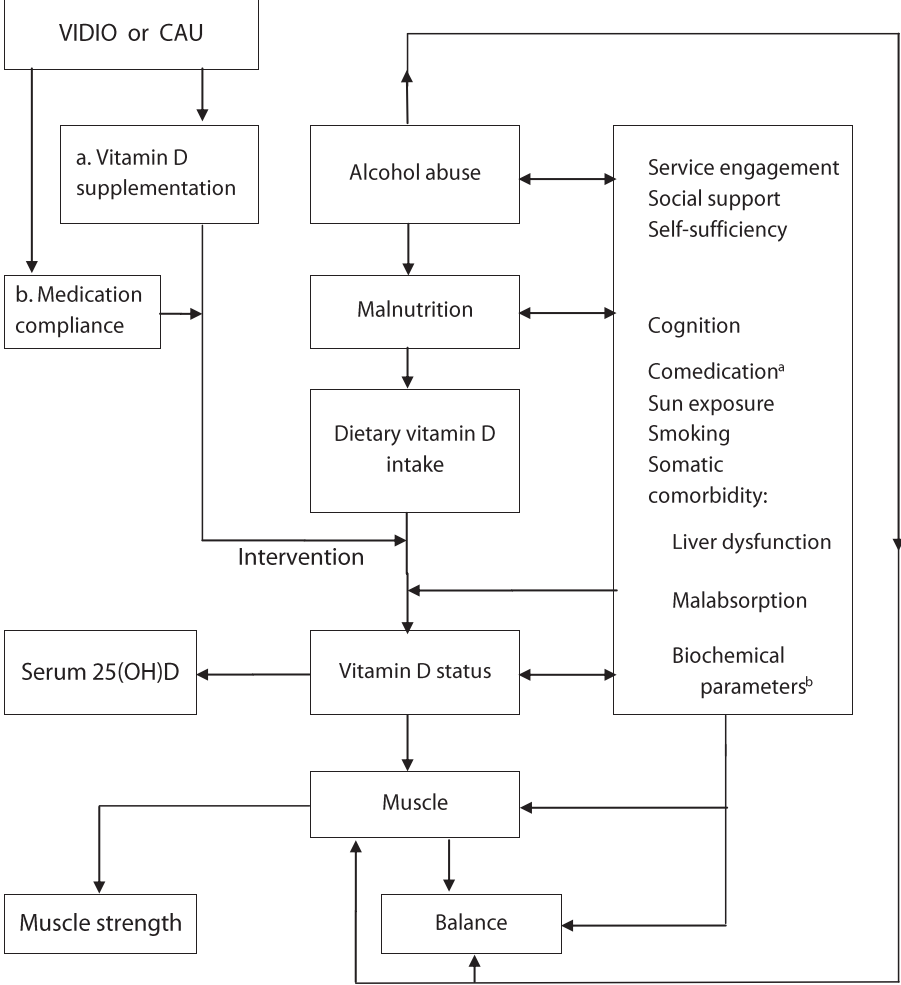 VIDIO or CAU
a. Vitamin D
supplementation
b. Medication
compliance
Alcohol abuse
Malnutrition
Dietary vitamin D
intake
Intervention
Service engagement
Social support
Self-sufficiency
Cognition
Comedicationᵃ
Sun exposure
Smoking
Somatic
comorbidity:
Liver dysfunction
Malabsorption
Biochemical
parametersᵇ
Serum 25(OH)D
Vitamin D status
Muscle
Muscle strength
Balance